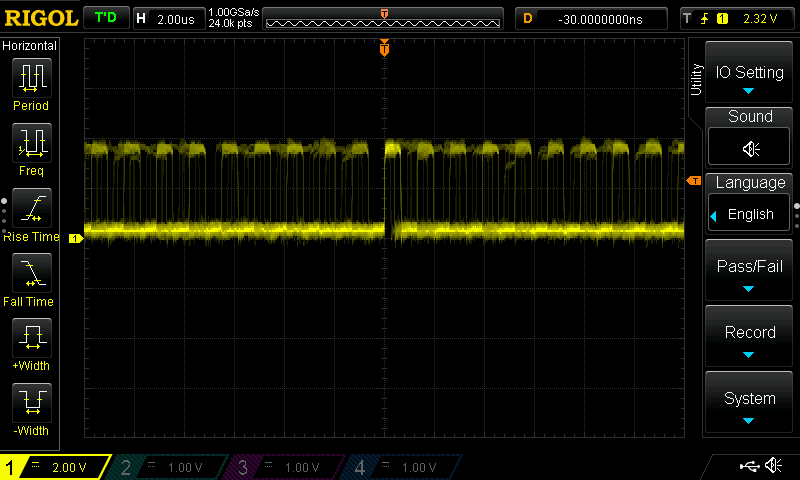 RIGOL T'D H 2.00us 1.00GSa/s 24.0k pts D -30.0000000ns T 1 2.32 V
Horizontal
Period
Freq
Rise Time
Fall Time
+Width
-Width
T
T
T
1
Utility
IO Setting
Sound
Language
English
Pass/Fail
Record
System
1 2.00 V 2 1.00 V 3 1.00 V 4 1.00 V